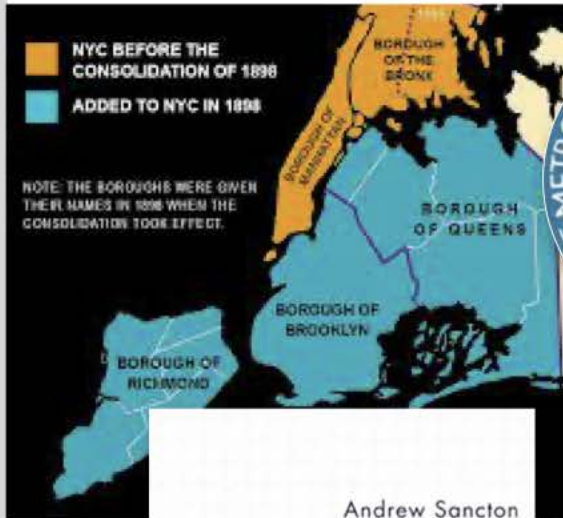 NYC BEFORE THE
CONSOLIDATION OF 1898
ADDED TO NYC IN 1898
NOTE: THE BOROUGHS WERE GIVEN
THEIR NAMES IN 1898 WHEN THE
CONSOLIDATION TOOK EFFECT.
BOROUGH
OF THE
BRONX
BOROUGH OF
MANHATTAN
BOROUGH
OF QUEENS
BOROUGH OF
BROOKLYN
BOROUGH OF
RICHMOND
METRO
Andrew Sancton